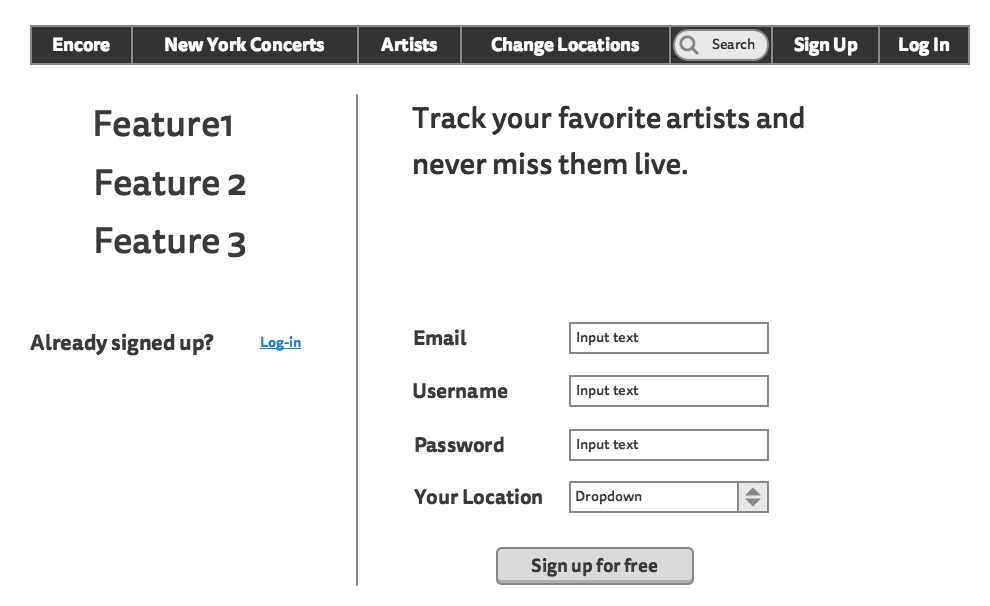 Encore New York Concerts Artists Change Locations Search Sign Up Log In
Feature1
Feature 2
Feature 3
Already signed up? Log-in
Track your favorite artists and
never miss them live.
Email Input text
Username Input text
Password Input text
Your Location Dropdown
Sign up for free